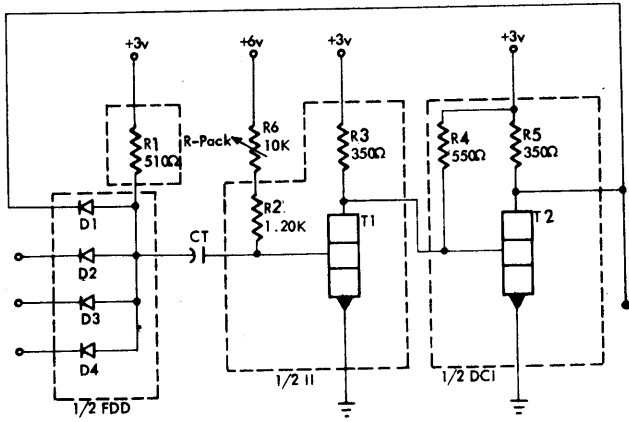 +3v
+6v
+3v
+3v
R1
510Ω
R-Pack
R6
10K
R3
350Ω
R4
550Ω
R5
350Ω
D1
R2
1.20K
T1
T2
CT
D2
D3
D4
1/2 FDD
1/2 II
1/2 DCI